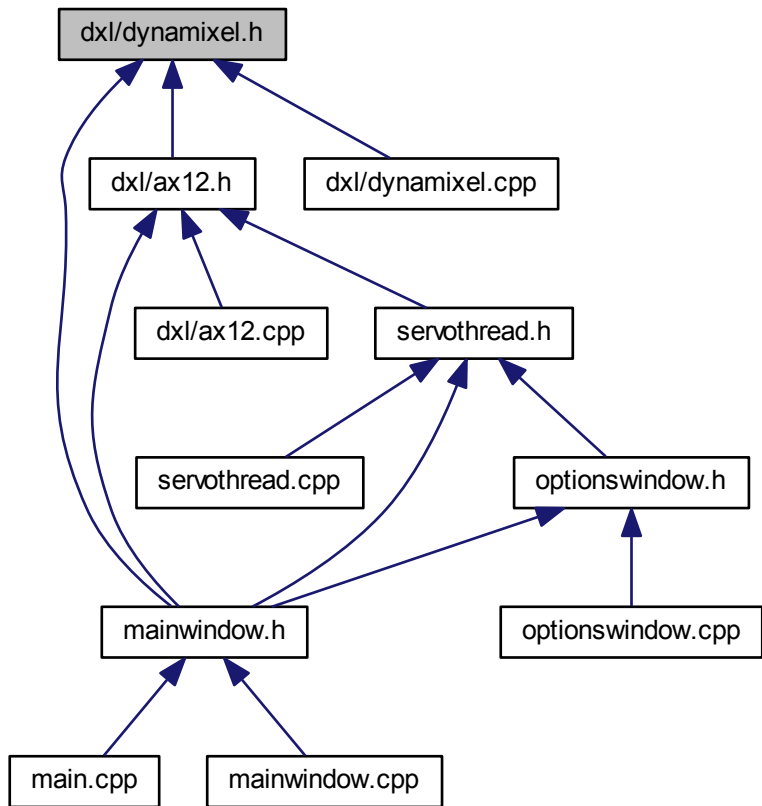 dxl/dynamixel.h
dxl/ax12.h
dxl/dynamixel.cpp
dxl/ax12.cpp
servothread.h
servothread.cpp
optionswindow.h
mainwindow.h
optionswindow.cpp
main.cpp
mainwindow.cpp